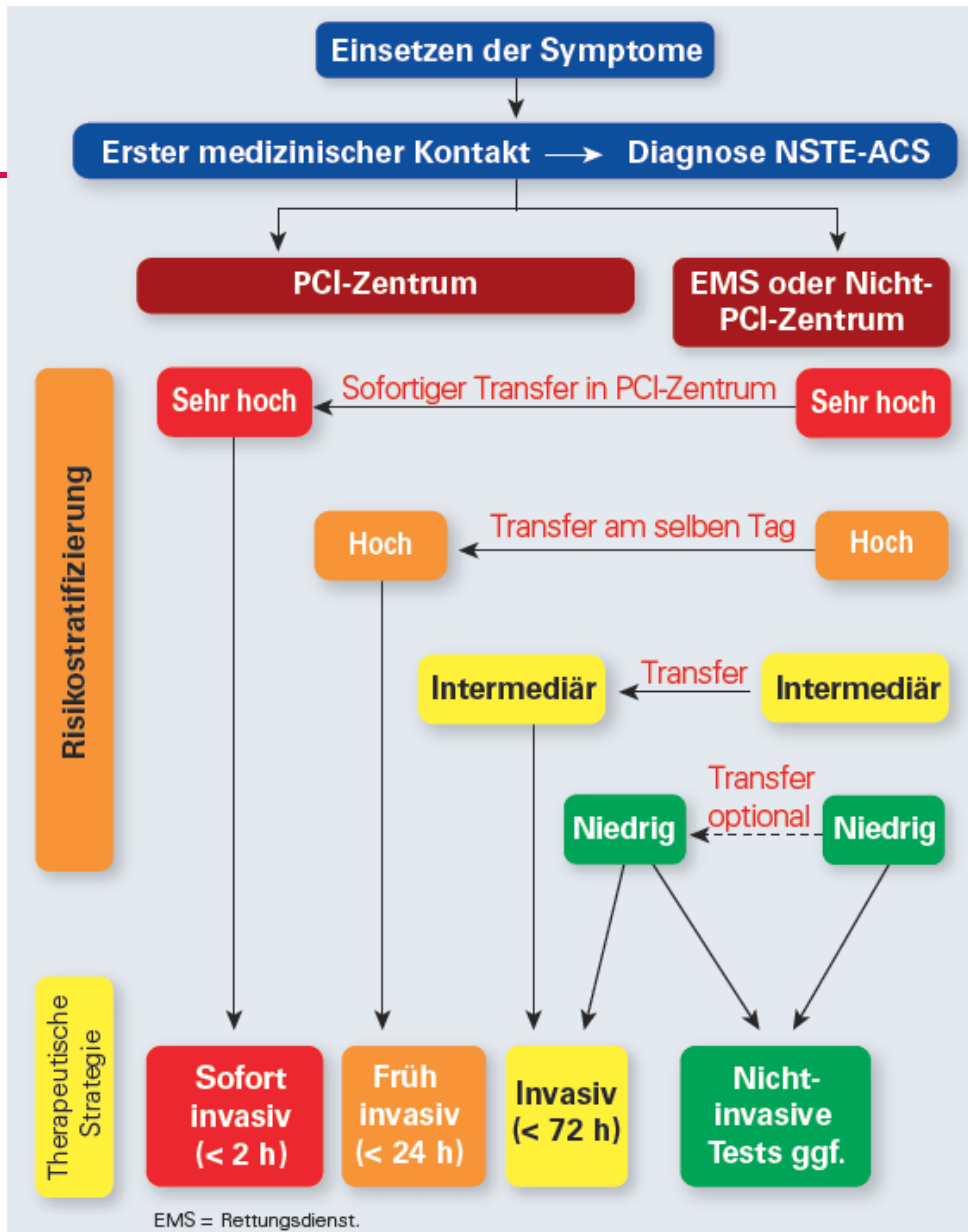 Einsetzen der Symptome
Erster medizinischer Kontakt → Diagnose NSTE-ACS
PCI-Zentrum
EMS oder Nicht-
PCI-Zentrum
Risikostratifizierung
Sehr hoch
Sofortiger Transfer in PCI-Zentrum
Sehr hoch
Hoch
Transfer am selben Tag
Hoch
Intermediär
Transfer
Intermediär
Niedrig
Transfer
optional
Niedrig
Therapeutische
Strategie
Sofort
invasiv
(< 2 h)
Früh
invasiv
(< 24 h)
Invasiv
(< 72 h)
Nicht-
invasive
Tests ggf.
EMS = Rettungsdienst.